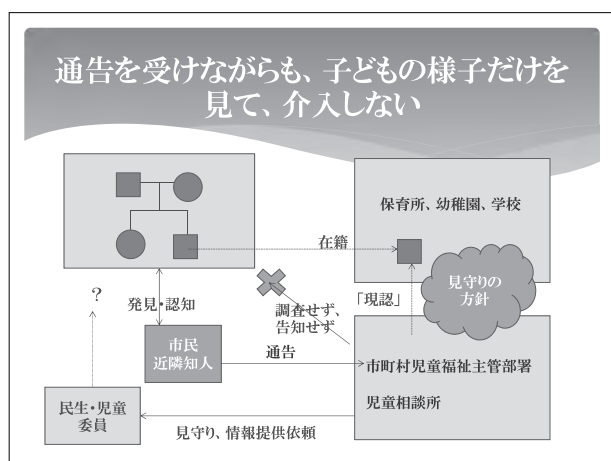 通告を受けながらも、子どもの様子だけを
見て、介入しない
保育所、幼稚園、学校
在籍
見守りの
方針
？
発見・認知
調査せず、
告知せず
「現認」
市民
近隣知人
通告
市町村児童福祉主管部署
児童相談所
民生・児童
委員
見守り、情報提供依頼